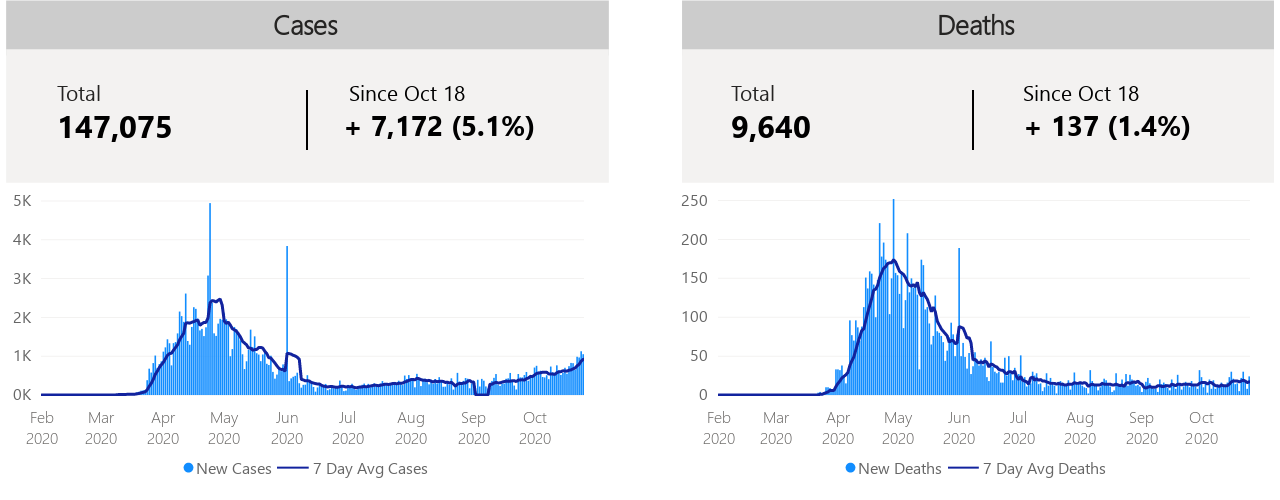 Cases
Total
147,075
Since Oct 18
+ 7,172 (5.1%)
5K
4K
3K
2K
1K
0K
Feb 2020
Mar 2020
Apr 2020
May 2020
Jun 2020
Jul 2020
Aug 2020
Sep 2020
Oct 2020
New Cases
7 Day Avg Cases
Deaths
Total
9,640
Since Oct 18
+ 137 (1.4%)
250
200
150
100
50
0
Feb 2020
Mar 2020
Apr 2020
May 2020
Jun 2020
Jul 2020
Aug 2020
Sep 2020
Oct 2020
New Deaths
7 Day Avg Deaths